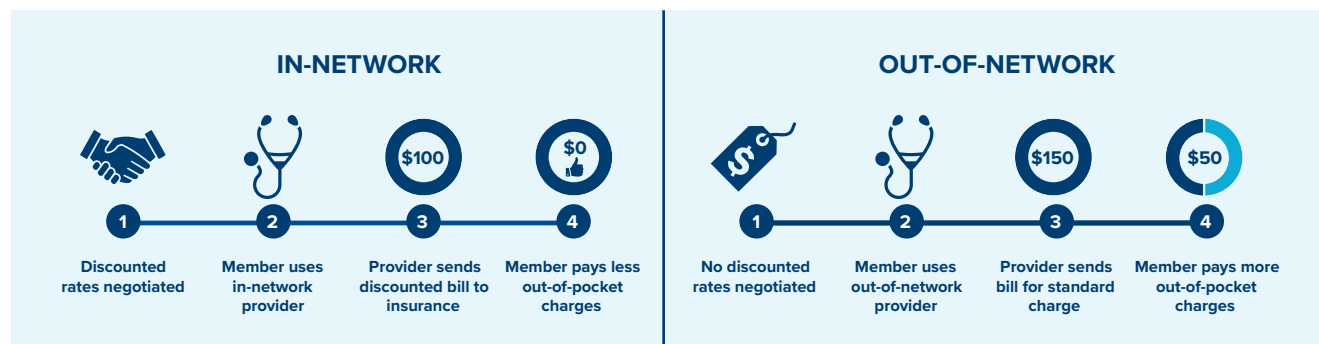 IN-NETWORK
$100
$0
1
2
3
4
Discounted
rates negotiated
Member uses
in-network
provider
Provider sends
discounted bill to
insurance
Member pays less
out-of-pocket
charges
OUT-OF-NETWORK
$
$150
$50
1
2
3
4
No discounted
rates negotiated
Member uses
out-of-network
provider
Provider sends
bill for standard
charge
Member pays more
out-of-pocket
charges